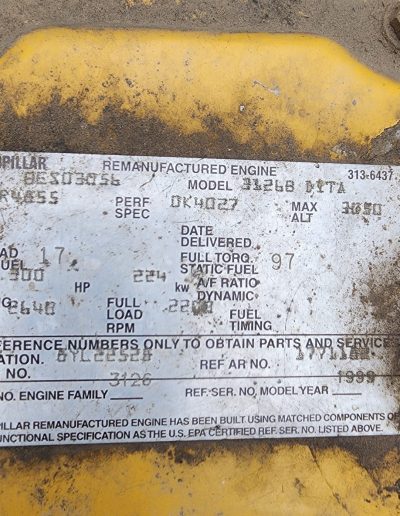 PILLAR REMANUFACTURED ENGINE 313-6437
BES03056 MODEL 3126B DITA
R4855 PERF SPEC 0K4027 MAX ALT 3050
DATE DELIVERED
AD UEL 17 FULL TORQ STATIC FUEL 97
300 HP 224 kw A/F RATIO DYNAMIC
2640 FULL LOAD RPM 2200 FUEL TIMING
FERENCE NUMBERS ONLY TO OBTAIN PARTS AND SERVICE
ATION. 8YL22528 REF AR NO.
NO. 3126 1999
NO. ENGINE FAMILY REF. SER. NO, MODEL YEAR
PILLAR REMANUFACTURED ENGINE HAS BEEN BUILT USING MATCHED COMPONENTS OF
UNCTIONAL SPECIFICATION AS THE U.S. EPA CERTIFIED REF. SER. NO. LISTED ABOVE.